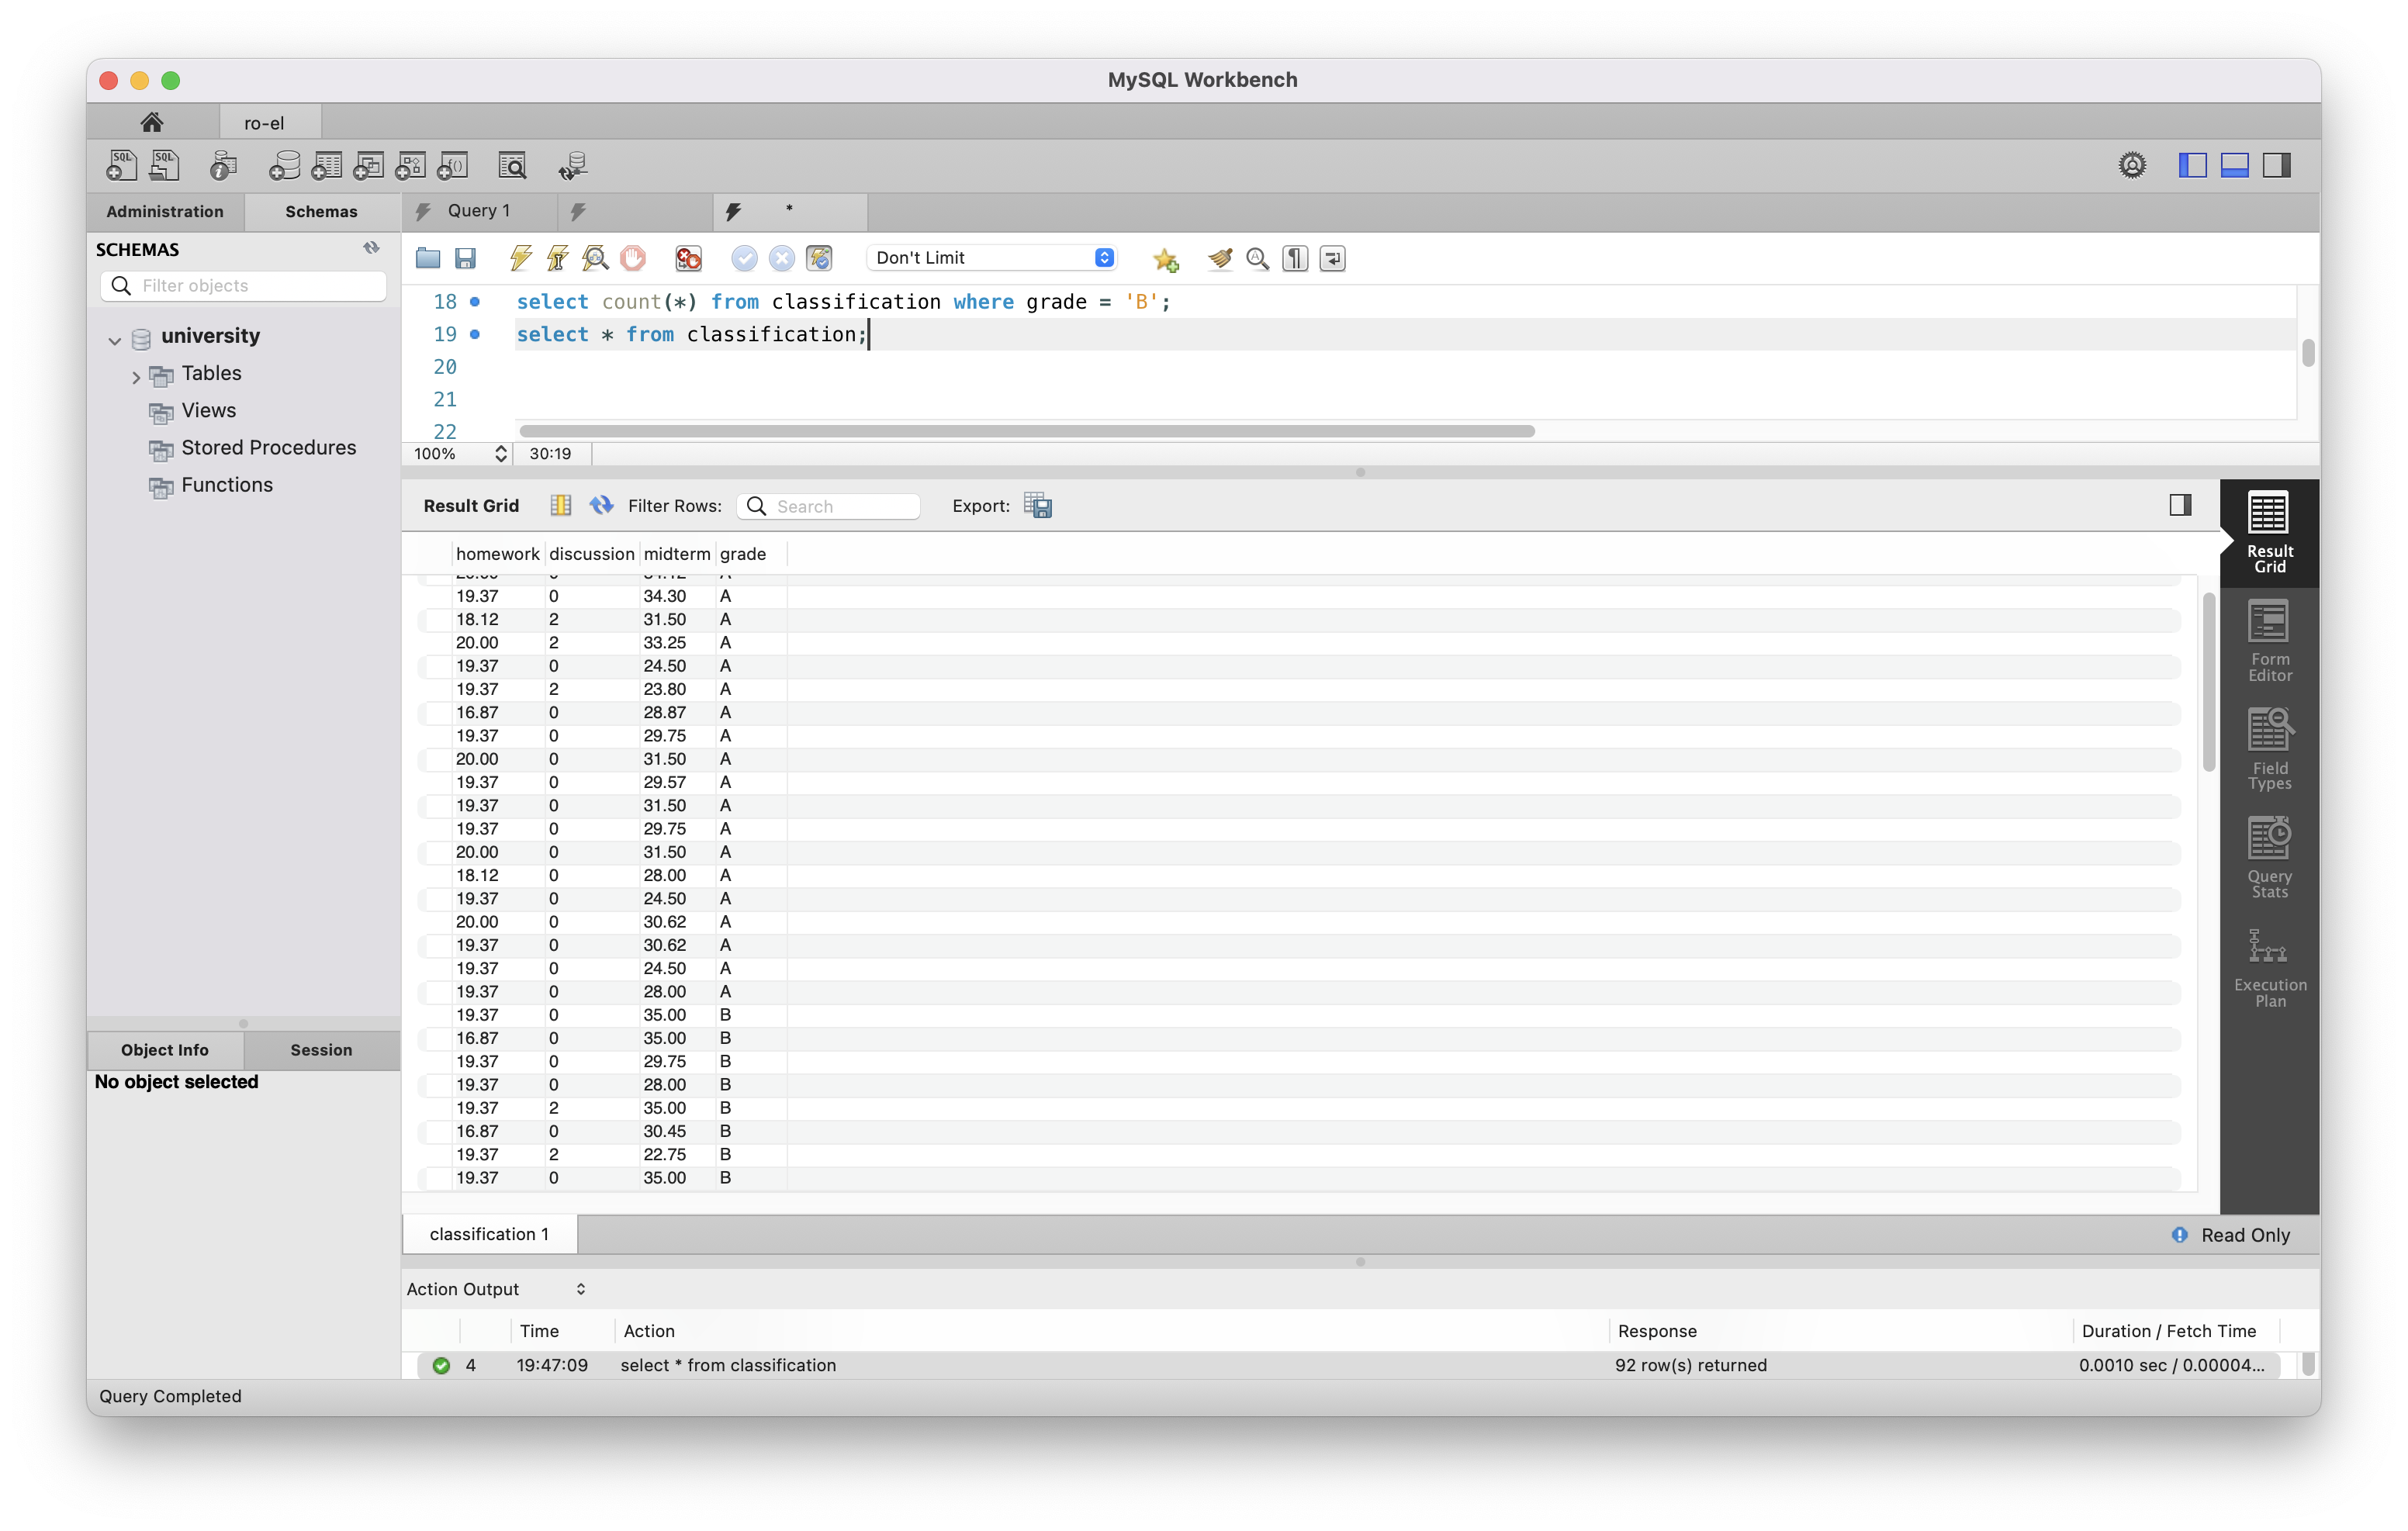 MySQL Workbench
ro-el
Administration Schemas Query 1 *
SCHEMAS
Filter objects
university
Tables
Views
Stored Procedures
Functions
Object Info Session
No object selected
Don't Limit
18 select count(*) from classification where grade = 'B';
19 select * from classification;
20
21
22
100% 30:19
Result Grid Filter Rows: Search Export:
homework discussion midterm grade
19.37 0 34.30 A
18.12 2 31.50 A
20.00 2 33.25 A
19.37 0 24.50 A
19.37 2 23.80 A
16.87 0 28.87 A
19.37 0 29.75 A
20.00 0 31.50 A
19.37 0 29.57 A
19.37 0 31.50 A
19.37 0 29.75 A
20.00 0 31.50 A
18.12 0 28.00 A
19.37 0 24.50 A
20.00 0 30.62 A
19.37 0 30.62 A
19.37 0 24.50 A
19.37 0 28.00 A
19.37 0 35.00 B
16.87 0 35.00 B
19.37 0 29.75 B
19.37 0 28.00 B
19.37 2 35.00 B
16.87 0 30.45 B
19.37 2 22.75 B
19.37 0 35.00 B
Result
Grid
Form
Editor
Field
Types
Query
Stats
Execution
Plan
classification 1 Read Only
Action Output
Time Action Response Duration / Fetch Time
4 19:47:09 select * from classification 92 row(s) returned 0.0010 sec / 0.00004...
Query Completed